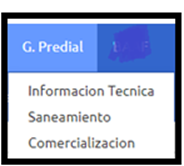 G. Predial
Informacion Tecnica
Saneamiento
Comercializacion